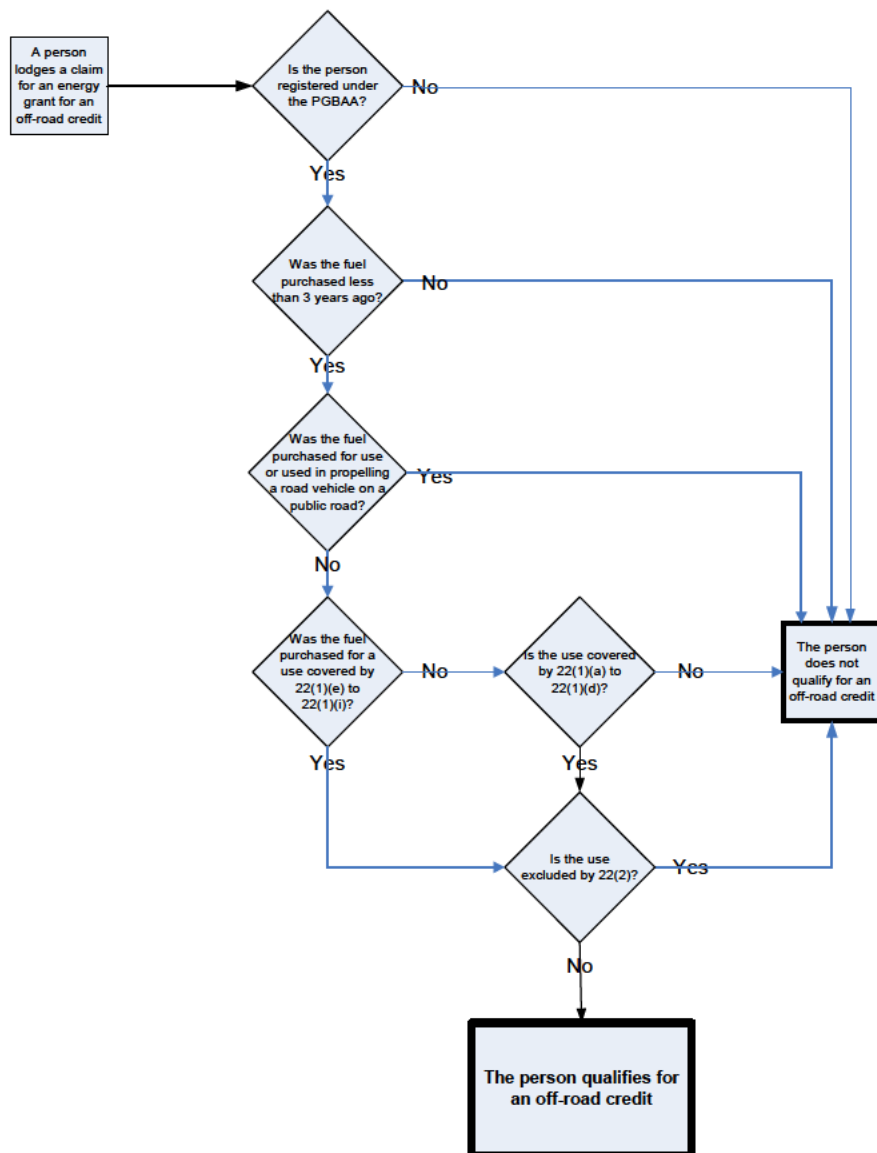 A person
lodges a claim
for an energy
grant for an
off-road credit
Is the person
registered under
the PGBAA?
No
Yes
Was the fuel
purchased less
than 3 years ago?
No
Yes
Was the fuel
purchased for use
or used in propelling
a road vehicle on a
public road?
Yes
No
Was the fuel
purchased for a
use covered by
22(1)(e) to
22(1)(i)?
No
Is the use covered
by 22(1)(a) to
22(1)(d)?
No
The person
does not
qualify for an
off-road credit
Yes
Yes
Is the use
excluded by 22(2)?
Yes
No
The person qualifies for
an off-road credit